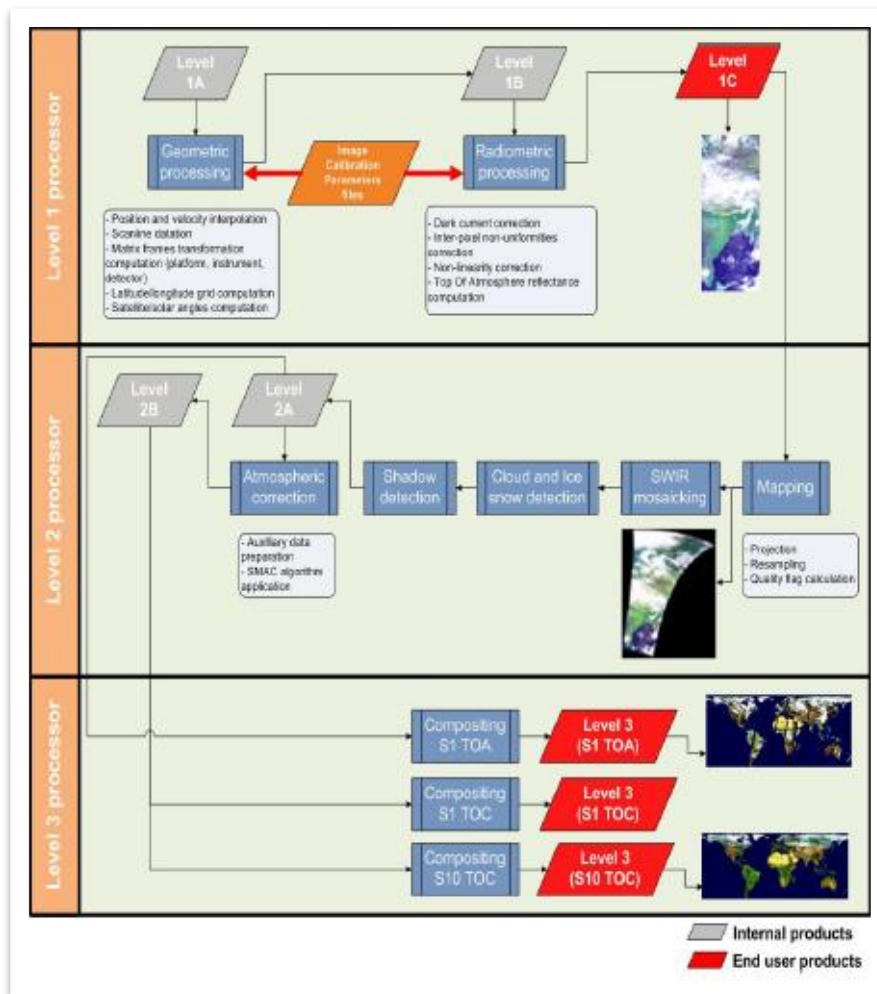 Level 1 processor
Level
1A
Level
1B
Level
1C
Geometric
processing
Image
Calibration
Parameters
files
Radiometric
processing
- Position and velocity interpolation
- Scanline datation
- Matrix frames transformation
computation (platform, instrument,
detector)
- Latitude/longitude grid computation
- Satellite/solar angles computation
- Dark current correction
- Inter-pixel non-uniformities
correction
- Non-linearity correction
- Top Of Atmosphere reflectance
computation
Level 2 processor
Level
2B
Level
2A
Atmospheric
correction
Shadow
detection
Cloud and Ice
snow detection
SWIR
mosaicking
Mapping
- Auxiliary data
preparation
- SMAC algorithm
application
- Projection
- Resampling
- Quality flag calculation
Level 3 processor
Compositing
S1 TOA
Level 3
(S1 TOA)
Compositing
S1 TOC
Level 3
(S1 TOC)
Compositing
S10 TOC
Level 3
(S10 TOC)
Internal products
End user products